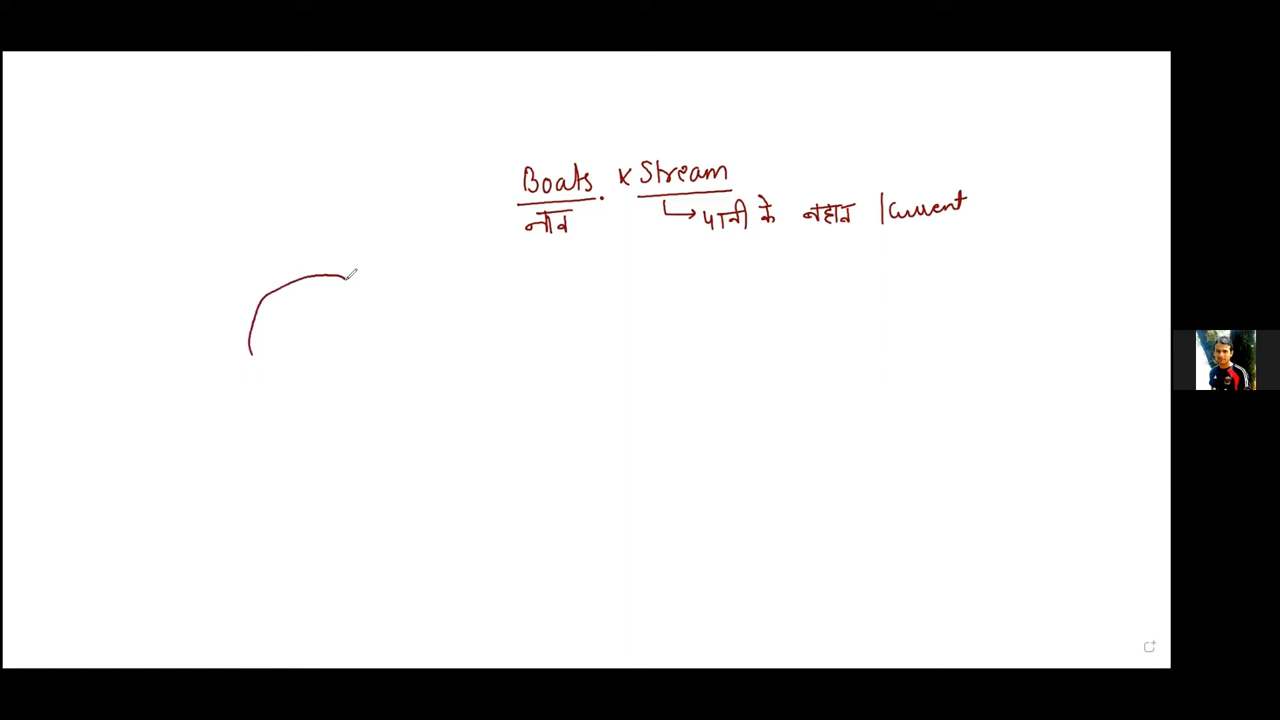 Boats. & Stream
नाव पानी के बहाव / Current